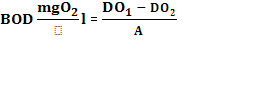 BOD mgO₂/□ l = DO₁ − DO₂ / A